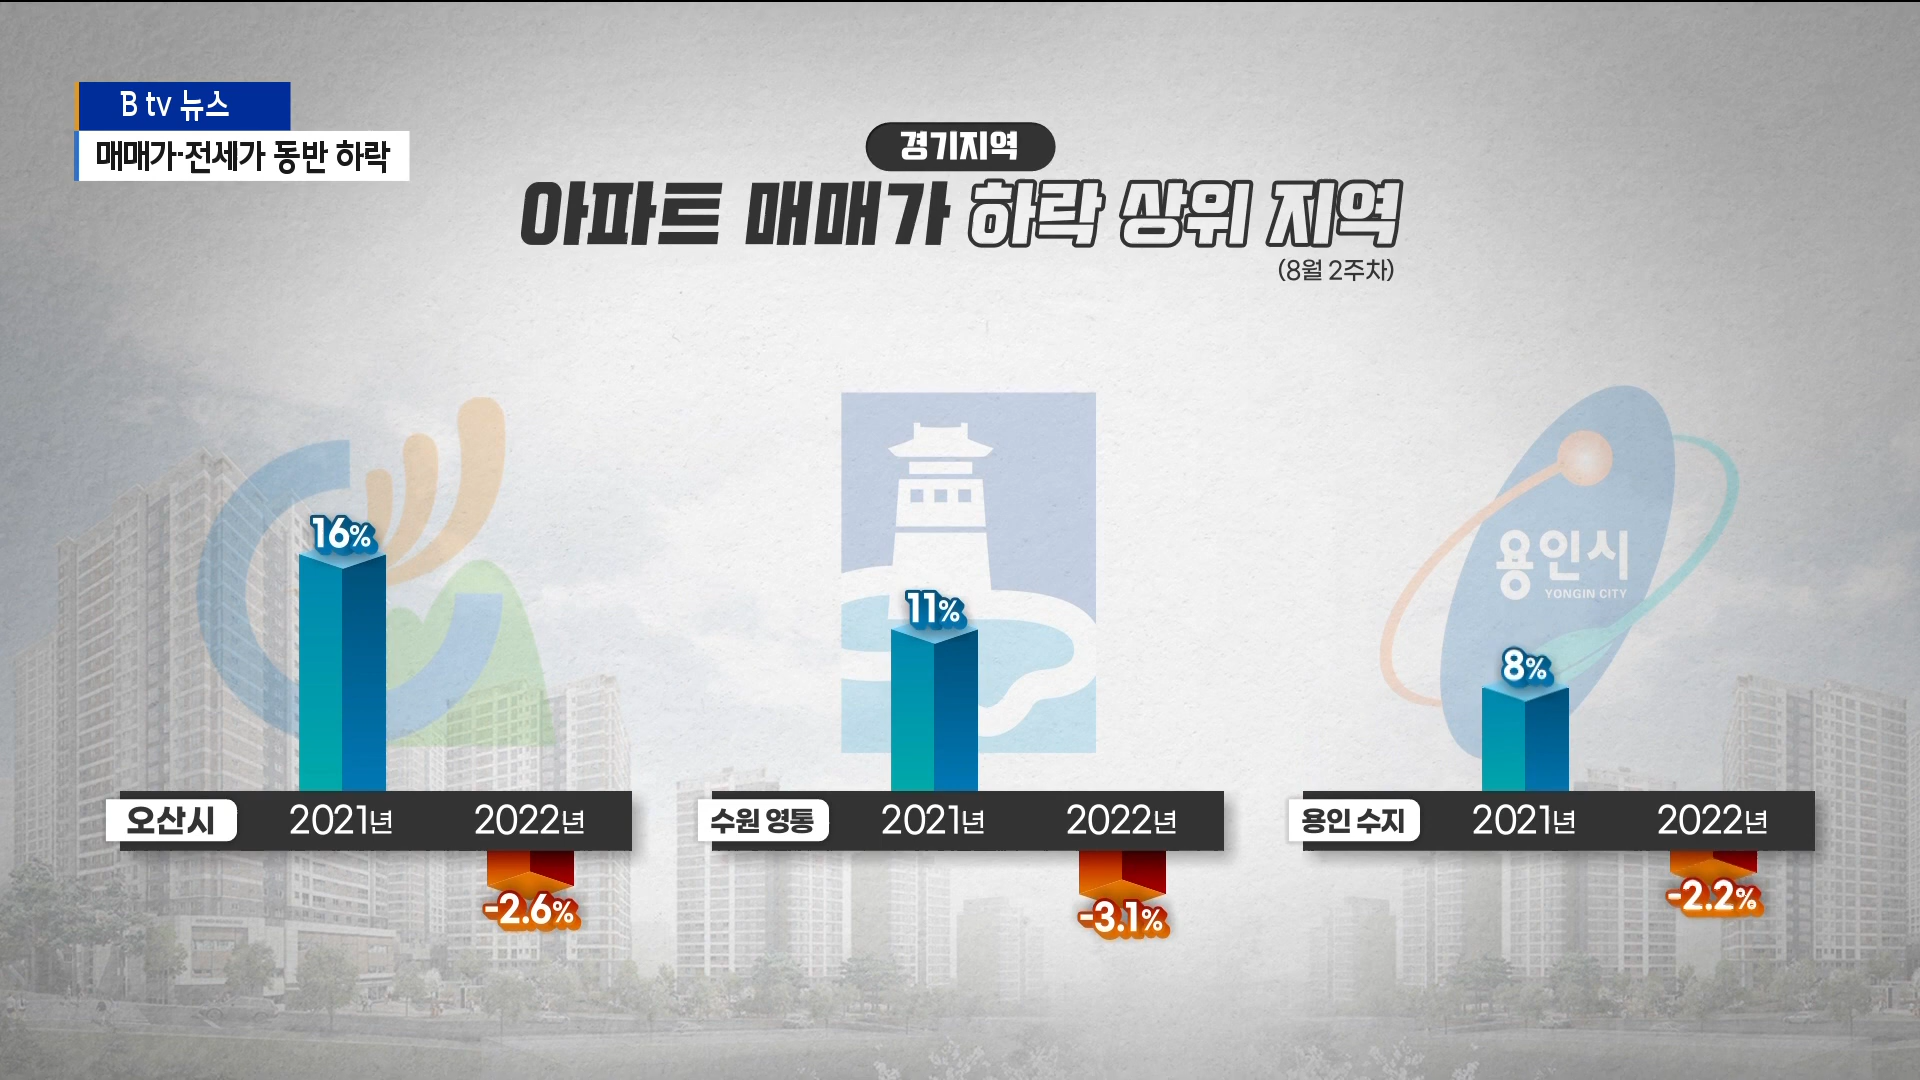 B tv 뉴스
매매가·전세가 동반 하락
경기지역
아파트 매매가 하락 상위 지역
(8월 2주차)
용인시
YONGIN CITY
16%
11%
8%
오산시 2021년 2022년
수원 영통 2021년 2022년
용인 수지 2021년 2022년
-2.6%
-3.1%
-2.2%